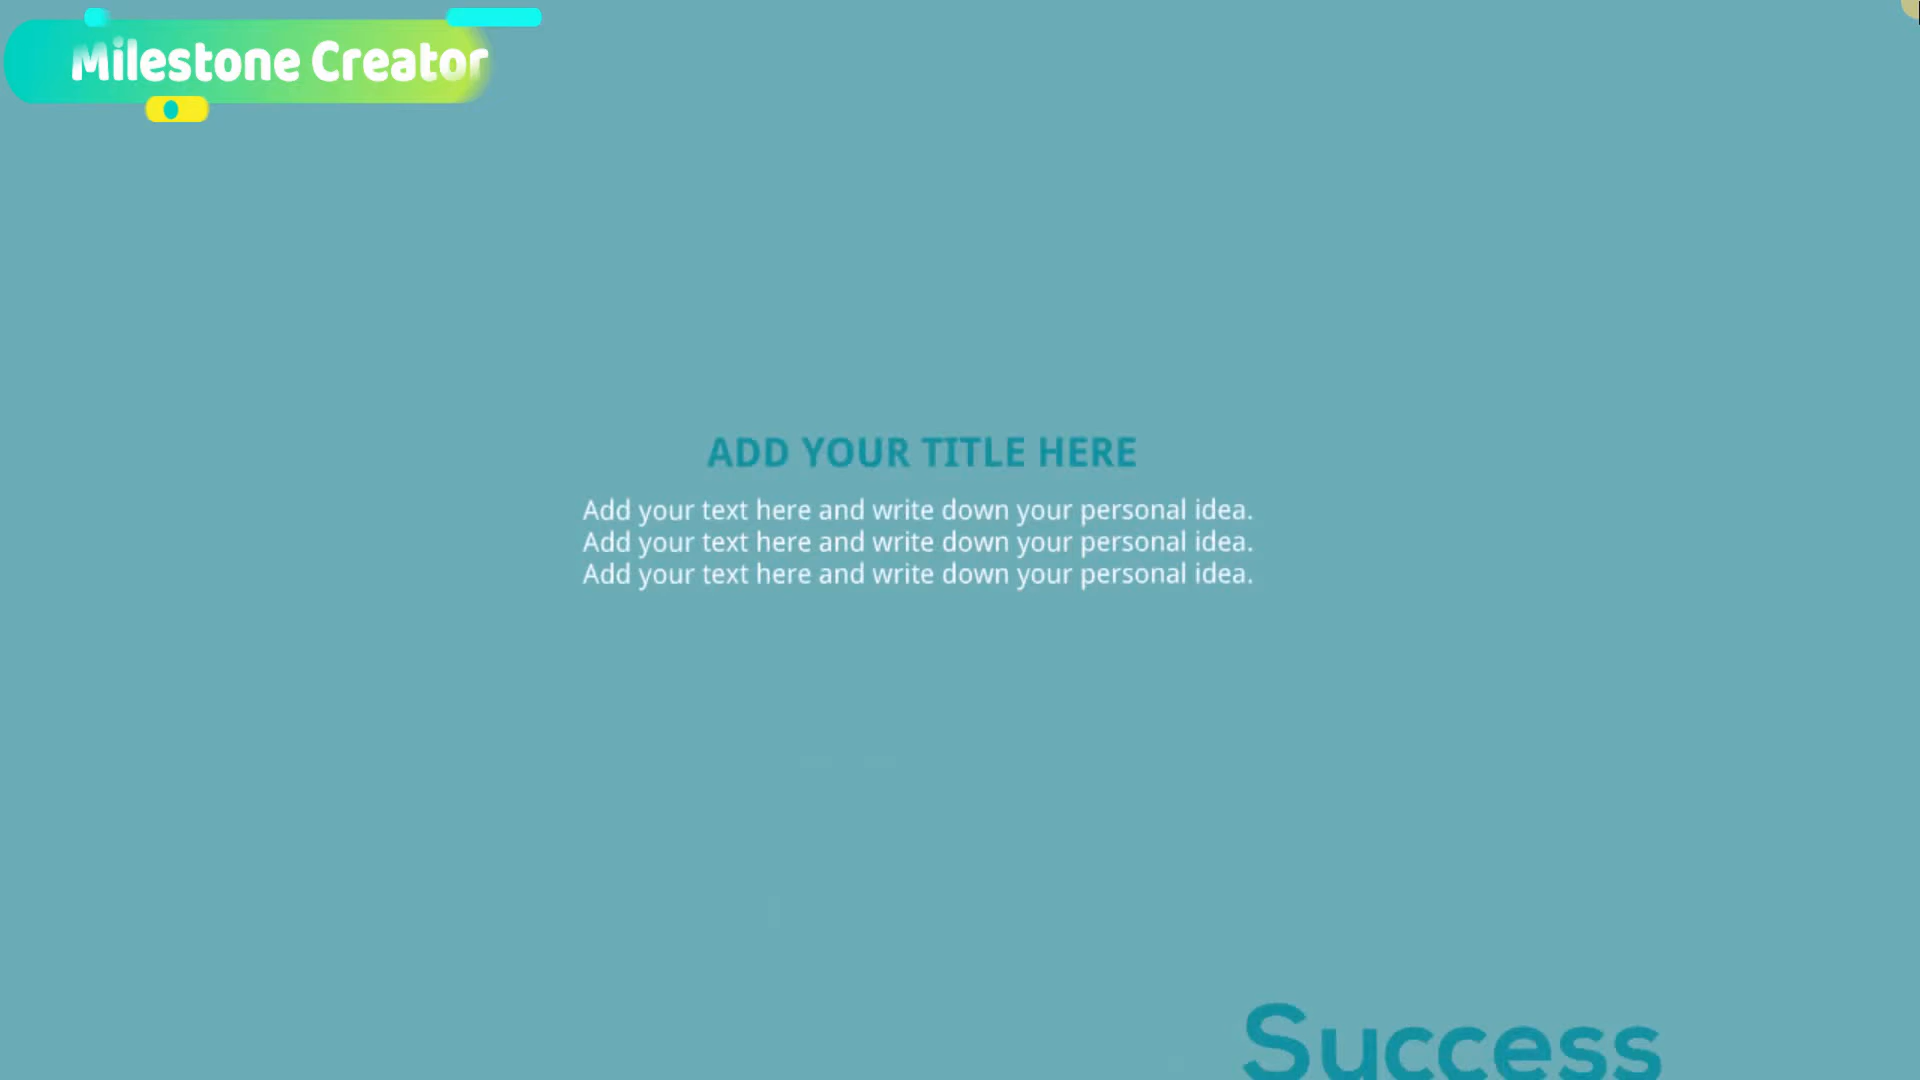 Milestone Creator
ADD YOUR TITLE HERE
Add your text here and write down your personal idea.
Add your text here and write down your personal idea.
Add your text here and write down your personal idea.
Success